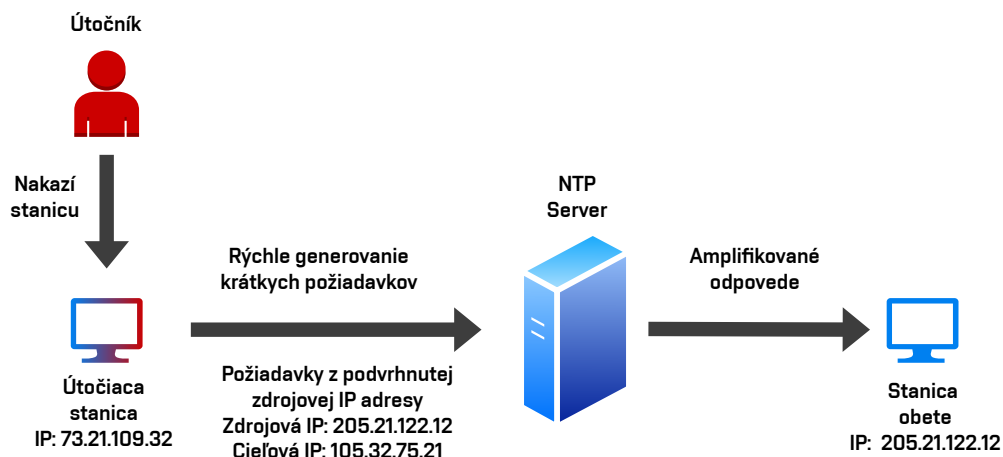 Útočník
Nakazí
stanicu
NTP
Server
Rýchle generovanie
krátkych požiadavkov
Amplifikované
odpovede
Útočiaca
stanica
IP: 73.21.109.32
Požiadavky z podvrhnutej
zdrojovej IP adresy
Zdrojová IP: 205.21.122.12
Cieľová IP: 105.32.75.21
Stanica
obete
IP: 205.21.122.12